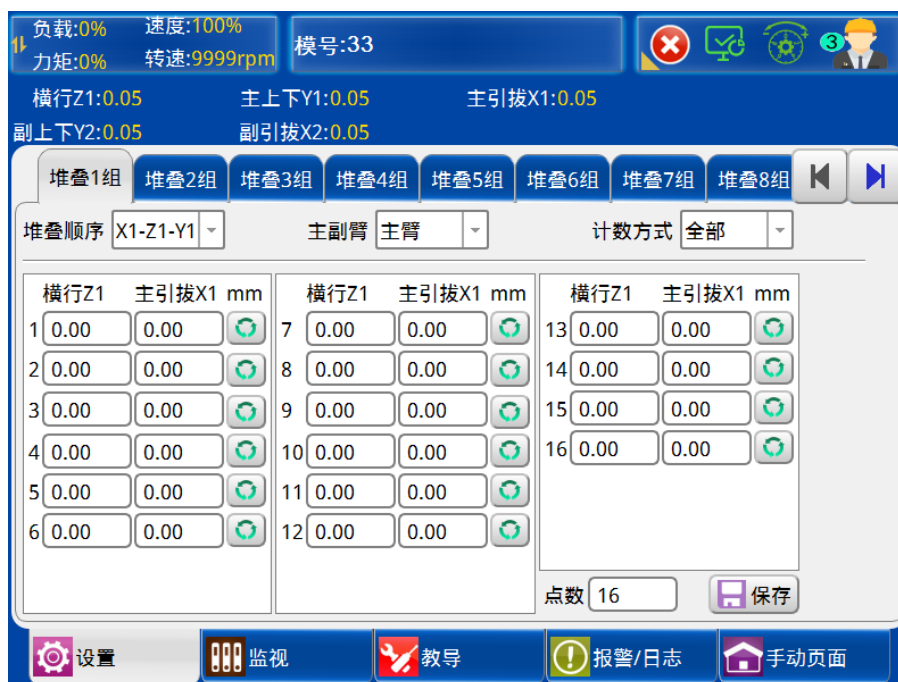 负载:0% 速度:100%
力矩:0% 转速:9999rpm
模号:33
3
横行Z1:0.05 主上下Y1:0.05 主引拔X1:0.05
副上下Y2:0.05 副引拔X2:0.05
堆叠1组 堆叠2组 堆叠3组 堆叠4组 堆叠5组 堆叠6组 堆叠7组 堆叠8组
堆叠顺序 X1-Z1-Y1 主副臂 主臂 计数方式 全部
横行Z1 主引拔X1 mm
1 0.00 0.00
2 0.00 0.00
3 0.00 0.00
4 0.00 0.00
5 0.00 0.00
6 0.00 0.00
横行Z1 主引拔X1 mm
7 0.00 0.00
8 0.00 0.00
9 0.00 0.00
10 0.00 0.00
11 0.00 0.00
12 0.00 0.00
横行Z1 主引拔X1 mm
13 0.00 0.00
14 0.00 0.00
15 0.00 0.00
16 0.00 0.00
点数 16 保存
设置 监视 教导 报警/日志 手动页面